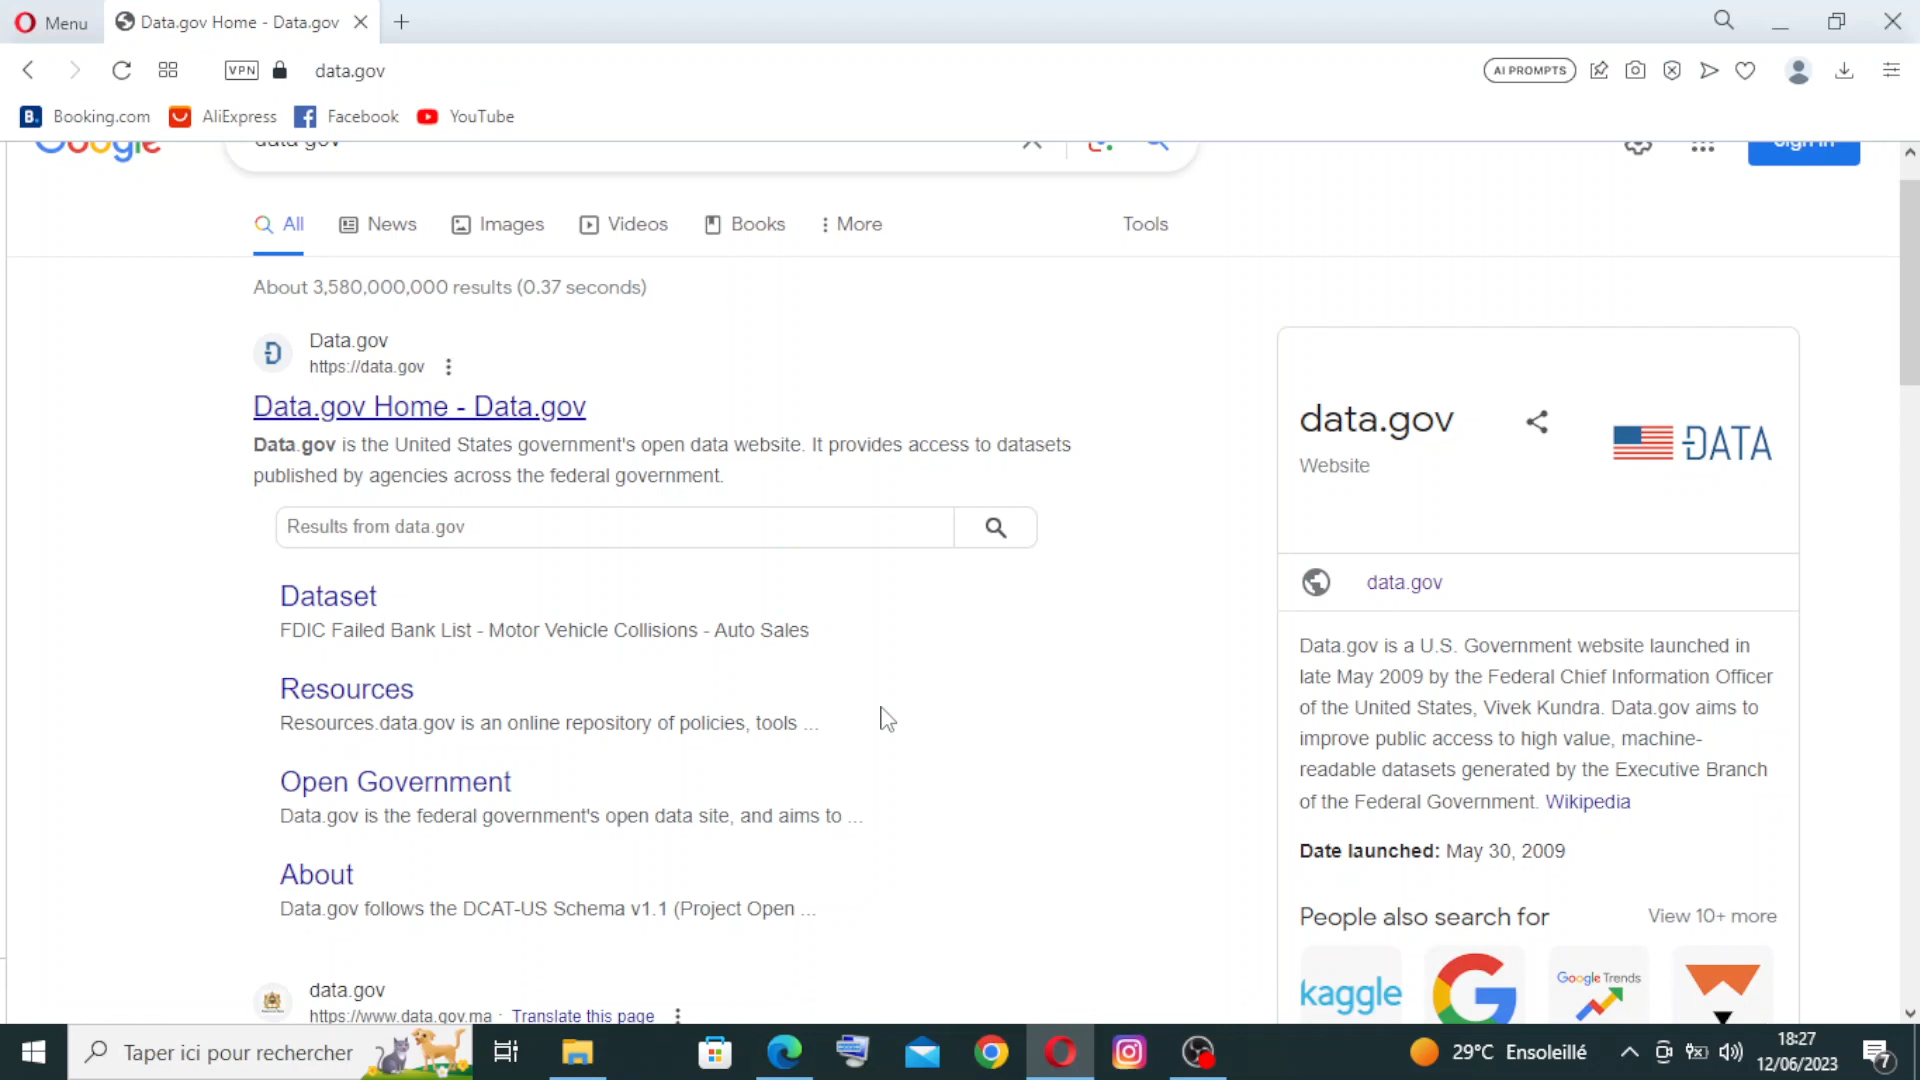 Menu
Data.gov Home - Data.gov
VPN
data.gov
AI PROMPTS
Booking.com
AliExpress
Facebook
YouTube
Google
data gov
Sign in
All
News
Images
Videos
Books
More
Tools
About 3,580,000,000 results (0.37 seconds)
Data.gov
https://data.gov
Data.gov Home - Data.gov
Data.gov is the United States government's open data website. It provides access to datasets
published by agencies across the federal government.
Results from data.gov
Dataset
FDIC Failed Bank List - Motor Vehicle Collisions - Auto Sales
Resources
Resources.data.gov is an online repository of policies, tools ...
Open Government
Data.gov is the federal government's open data site, and aims to ...
About
Data.gov follows the DCAT-US Schema v1.1 (Project Open ...
data.gov
https://www.data.gov.ma · Translate this page
data.gov
Website
DATA
data.gov
Data.gov is a U.S. Government website launched in
late May 2009 by the Federal Chief Information Officer
of the United States, Vivek Kundra. Data.gov aims to
improve public access to high value, machine-
readable datasets generated by the Executive Branch
of the Federal Government. Wikipedia
Date launched: May 30, 2009
People also search for
View 10+ more
kaggle
Google Trends
Taper ici pour rechercher
29°C Ensoleillé
18:27
12/06/2023
7